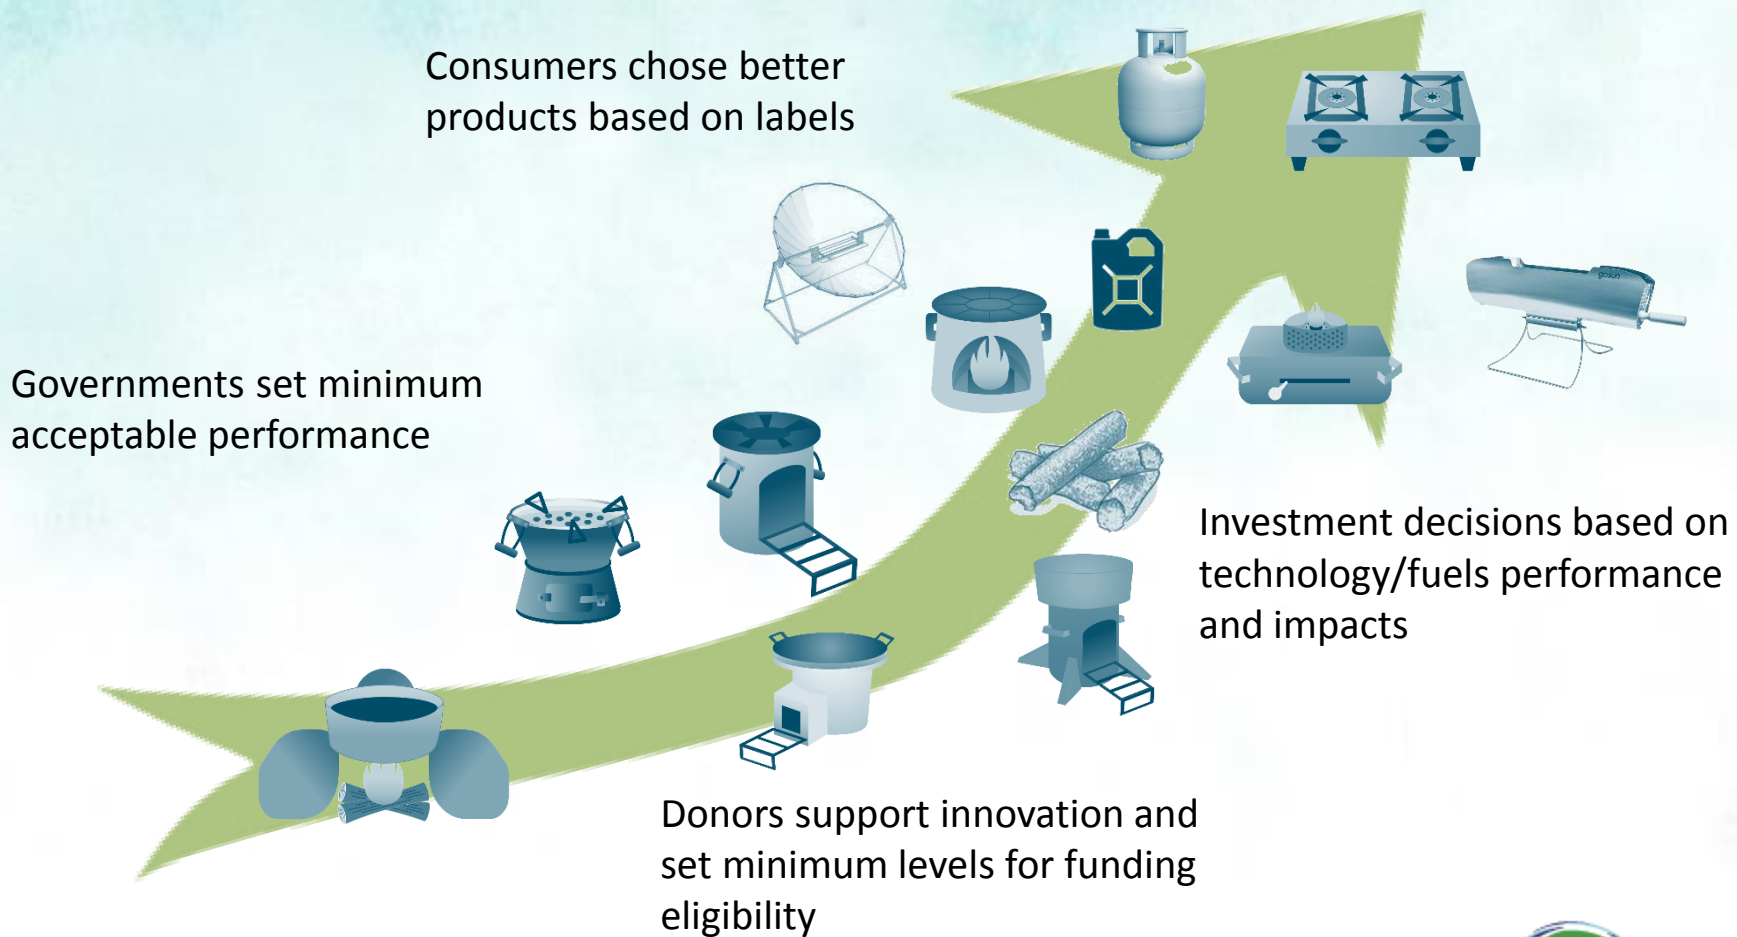 Consumers chose better
products based on labels
gosun
Governments set minimum
acceptable performance
Investment decisions based on
technology/fuels performance
and impacts
Donors support innovation and
set minimum levels for funding
eligibility